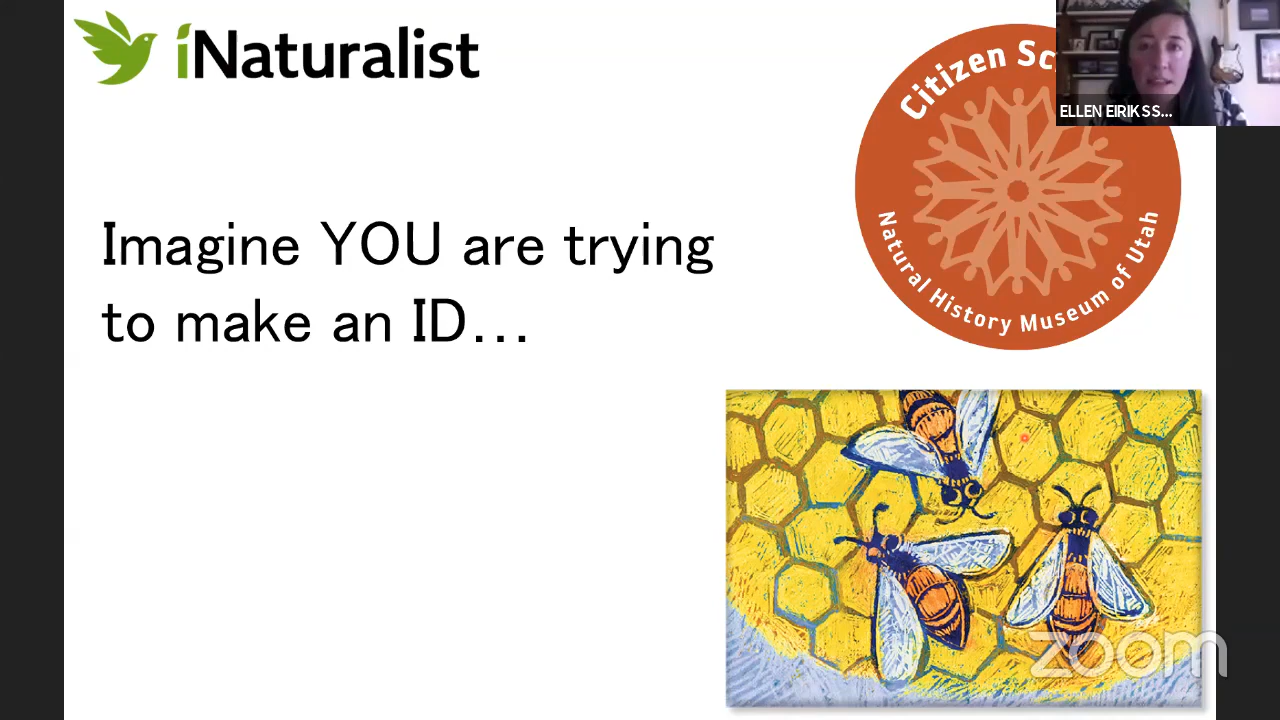 iNaturalist
Citizen Sc
Natural History Museum of Utah
ELLEN EIRIKSS...
Imagine YOU are trying
to make an ID...
zoom